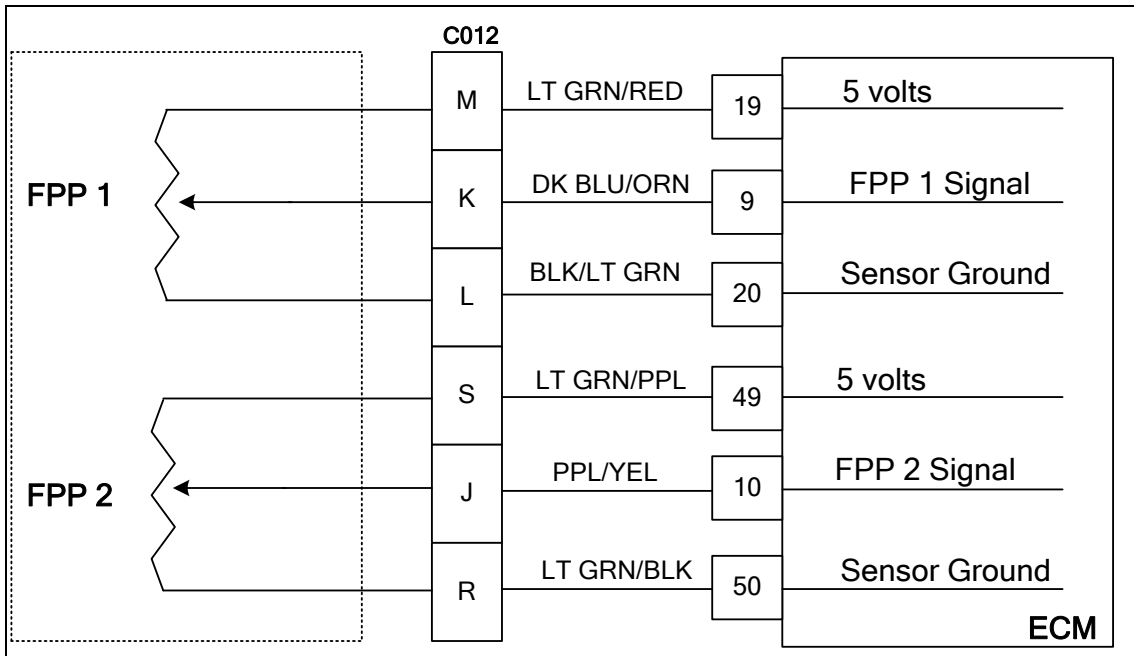 C012
FPP 1
M
LT GRN/RED
19
5 volts
K
DK BLU/ORN
9
FPP 1 Signal
L
BLK/LT GRN
20
Sensor Ground
FPP 2
S
LT GRN/PPL
49
5 volts
J
PPL/YEL
10
FPP 2 Signal
R
LT GRN/BLK
50
Sensor Ground
ECM